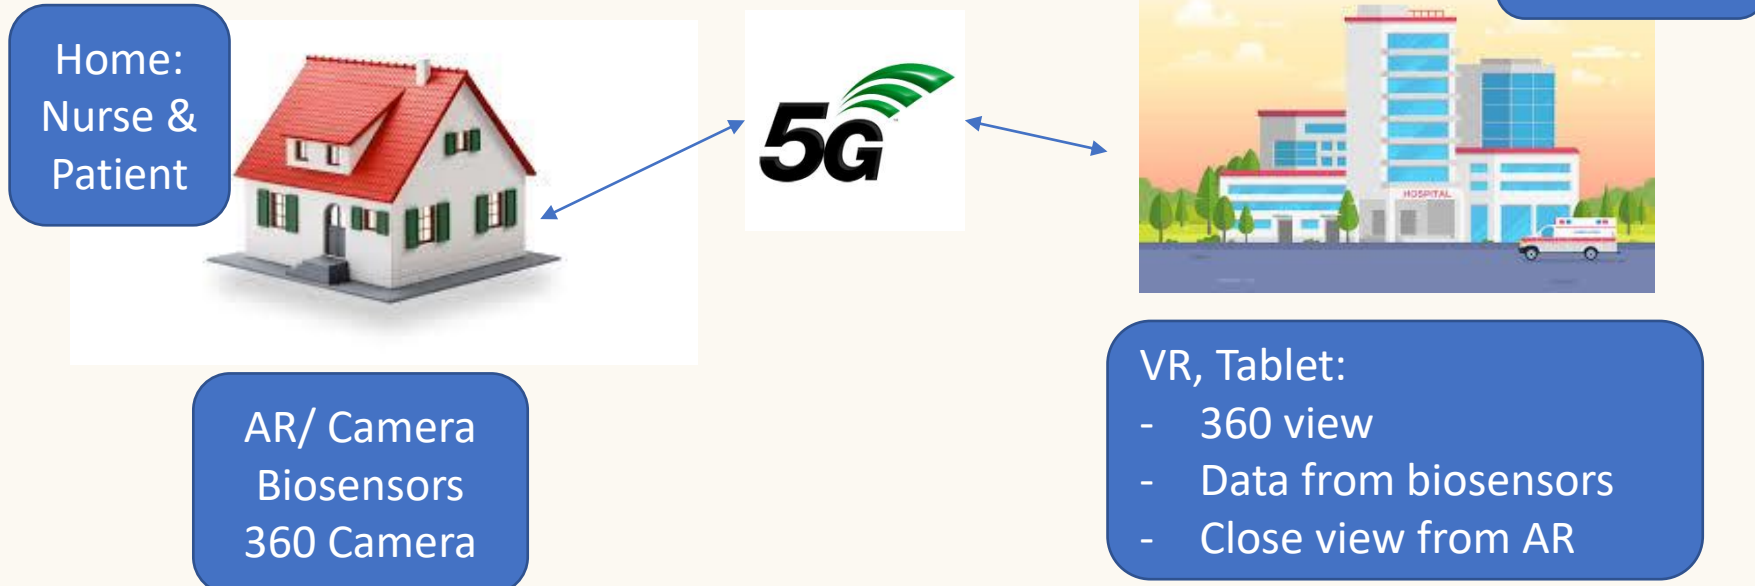 Home:
Nurse &
Patient
5G
HOSPITAL
AR/ Camera
Biosensors
360 Camera
VR, Tablet:
- 360 view
- Data from biosensors
- Close view from AR